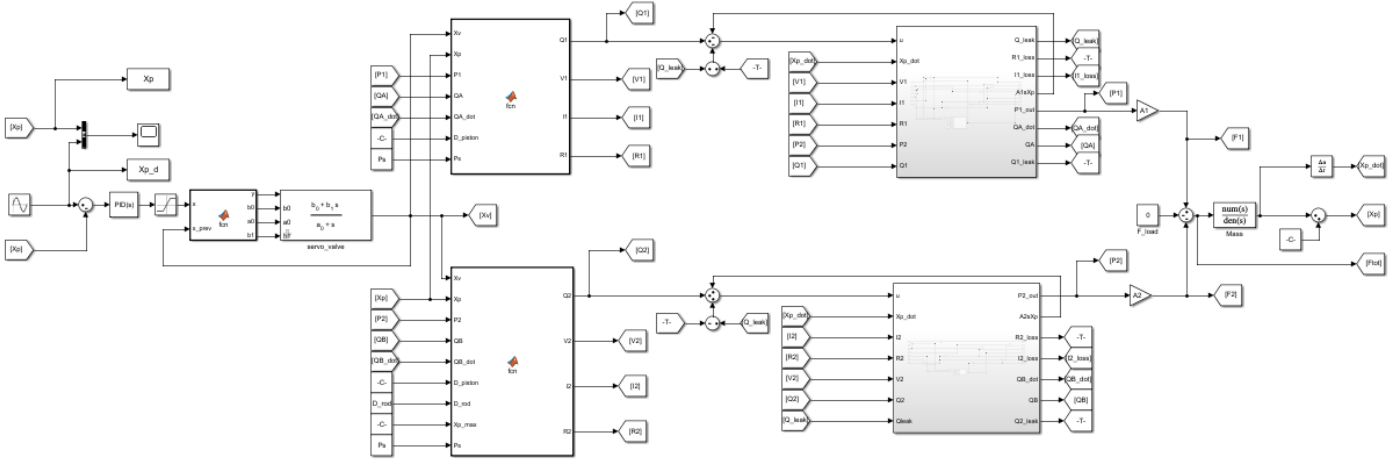 [Xp]
Xp
Xp_d
[Xp]
PID(s)
x
x_prev
fcn
y
b0
a0
b1
b0
a0
b_0 + b_1 s
a_0 + s
servo_valve
[Xv]
[P1]
[QA]
[QA_dot]
-C-
Ps
Xv
Xp
P1
QA
QA_dot
D_piston
Ps
fcn
Q1
V1
I1
R1
[Q1]
[V1]
[I1]
[R1]
[Q_leak]
-T-
[Xp_dot]
[V1]
[I1]
[R1]
[P2]
[Q1]
u
Xp_dot
V1
I1
R1
P2
Q1
Q_leak
R1_loss
I1_loss
A1sXp
P1_out
QA_dot
QA
Q1_leak
[Q_leak]
-T-
[I1_loss]
[P1]
[QA_dot]
[QA]
-T-
A1
[F1]
0
F_load
num(s)
den(s)
Mass
Δu
Δt
[Xp_dot]
[Xp]
-C-
[Ftot]
[Xp]
[P2]
[QB]
[QB_dot]
-C-
D_rod
-C-
Ps
Xv
Xp
P2
QB
QB_dot
D_piston
D_rod
Xp_max
Ps
fcn
Q2
V2
I2
R2
[Q2]
[V2]
[I2]
[R2]
-T-
[Q_leak]
[Xp_dot]
[I2]
[R2]
[V2]
[Q2]
[Q_leak]
u
Xp_dot
I2
R2
V2
Q2
Qleak
P2_out
A2sXp
R2_loss
I2_loss
QB_dot
QB
Q2_leak
[P2]
-T-
[I2_loss]
[QB_dot]
[QB]
-T-
A2
[F2]